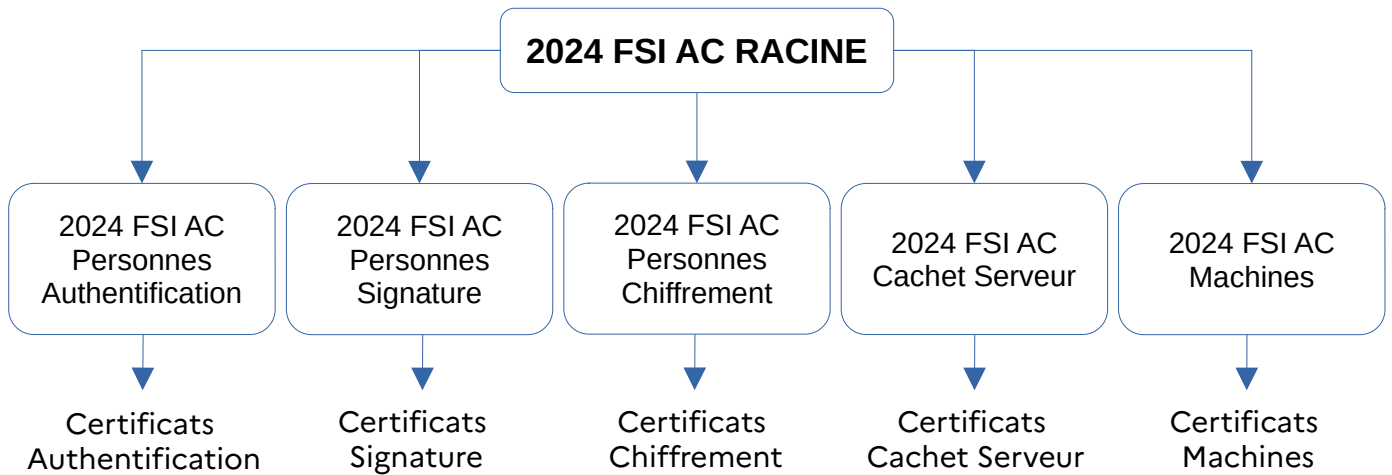 2024 FSI AC RACINE
2024 FSI AC
Personnes
Authentification
2024 FSI AC
Personnes
Signature
2024 FSI AC
Personnes
Chiffrement
2024 FSI AC
Cachet Serveur
2024 FSI AC
Machines
Certificats
Authentification
Certificats
Signature
Certificats
Chiffrement
Certificats
Cachet Serveur
Certificats
Machines